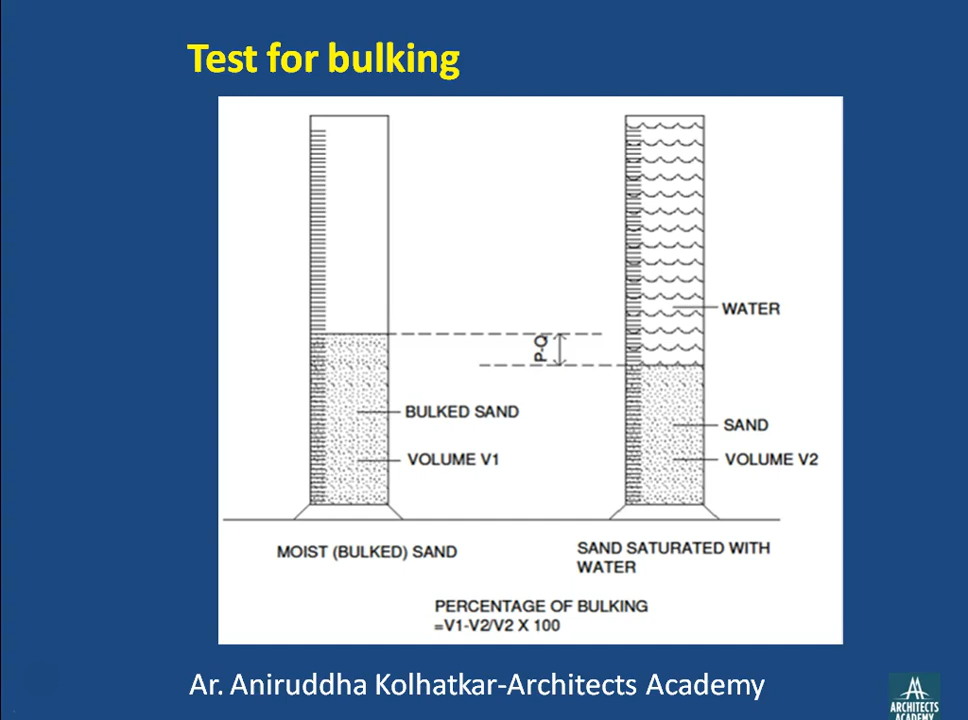 Test for bulking
WATER
P-Q
BULKED SAND
SAND
VOLUME V1
VOLUME V2
MOIST (BULKED) SAND
SAND SATURATED WITH
WATER
PERCENTAGE OF BULKING
=V1-V2/V2 X 100
Ar. Aniruddha Kolhatkar-Architects Academy
ARCHITECTS
ACADEMY